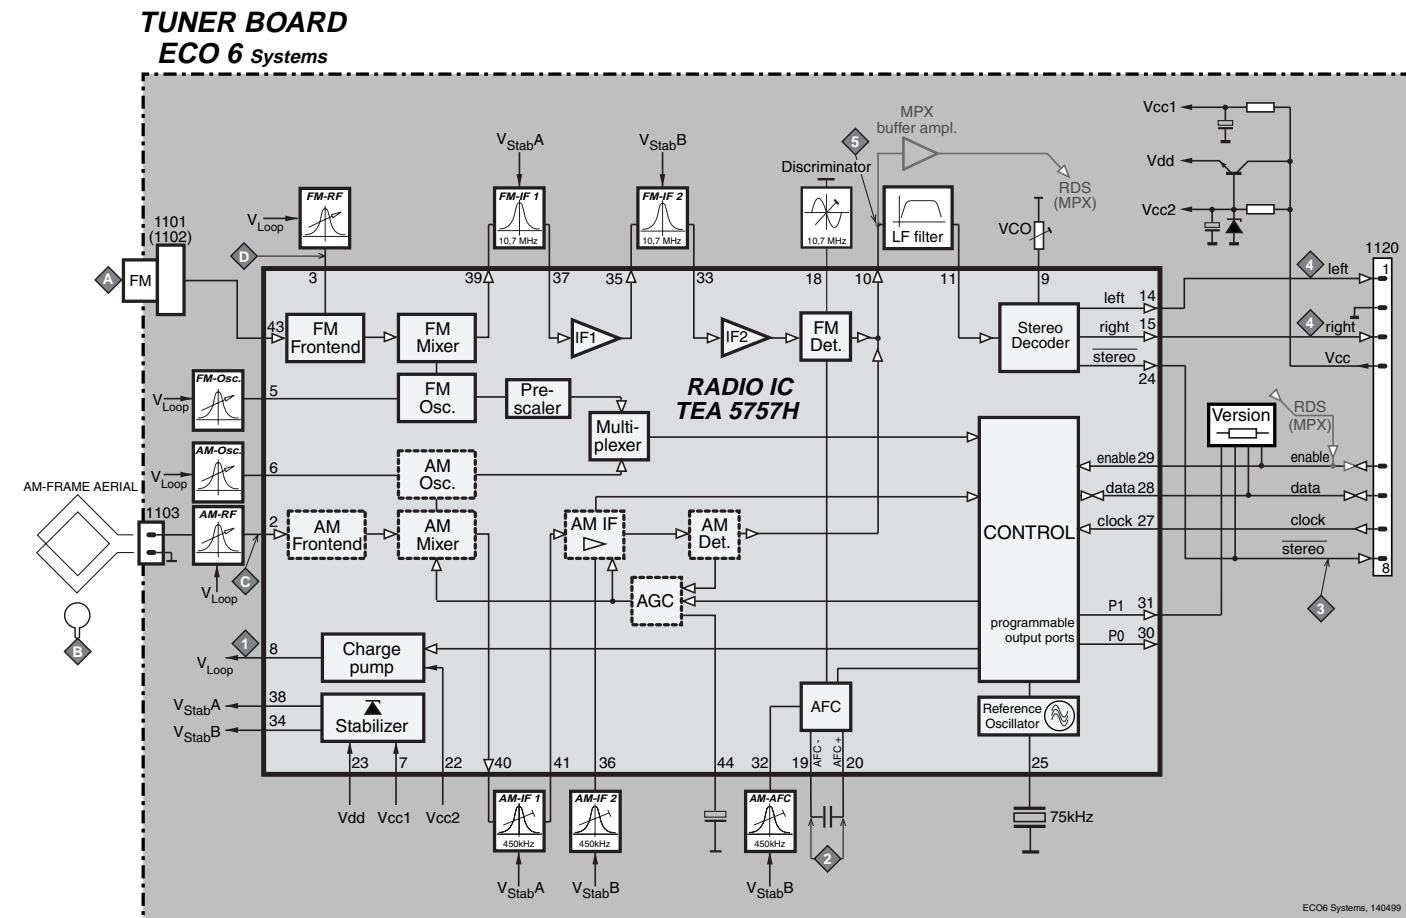 TUNER BOARD
ECO 6 Systems
Vcc1
Vdd
Vcc2
MPX
buffer ampl.
5
RDS
(MPX)
VStabA
VStabB
Discriminator
FM-RF
FM-IF 1
10,7 MHz
FM-IF 2
10,7 MHz
10,7 MHz
LF filter
VCO
VLoop
D
1101
(1102)
A
FM
1120
3
39
37
35
33
18
10
11
9
4
left
1
43
FM
Frontend
FM
Mixer
IF1
IF2
FM
Det.
Stereo
Decoder
left
14
right
15
stereo
24
4
right
Vcc
FM-Osc.
VLoop
5
FM
Osc.
Pre-
scaler
RADIO IC
TEA 5757H
Multi-
plexer
Version
RDS
(MPX)
AM-Osc.
VLoop
6
AM
Osc.
enable
29
enable
data
28
data
AM-FRAME AERIAL
1103
AM-RF
2
AM
Frontend
AM
Mixer
AM IF
AM
Det.
CONTROL
clock
27
clock
stereo
8
VLoop
C
AGC
B
programmable
output ports
P1
31
P0
30
3
1
8
VLoop
Charge
pump
38
VStabA
34
VStabB
Stabilizer
AFC
Reference
Oscillator
AFC -
AFC +
23
7
22
40
41
36
44
32
19
20
25
Vdd
Vcc1
Vcc2
AM-IF 1
450kHz
AM-IF 2
450kHz
AM-AFC
450kHz
2
75kHz
VStabA
VStabB
VStabB
ECO6 Systems, 140499